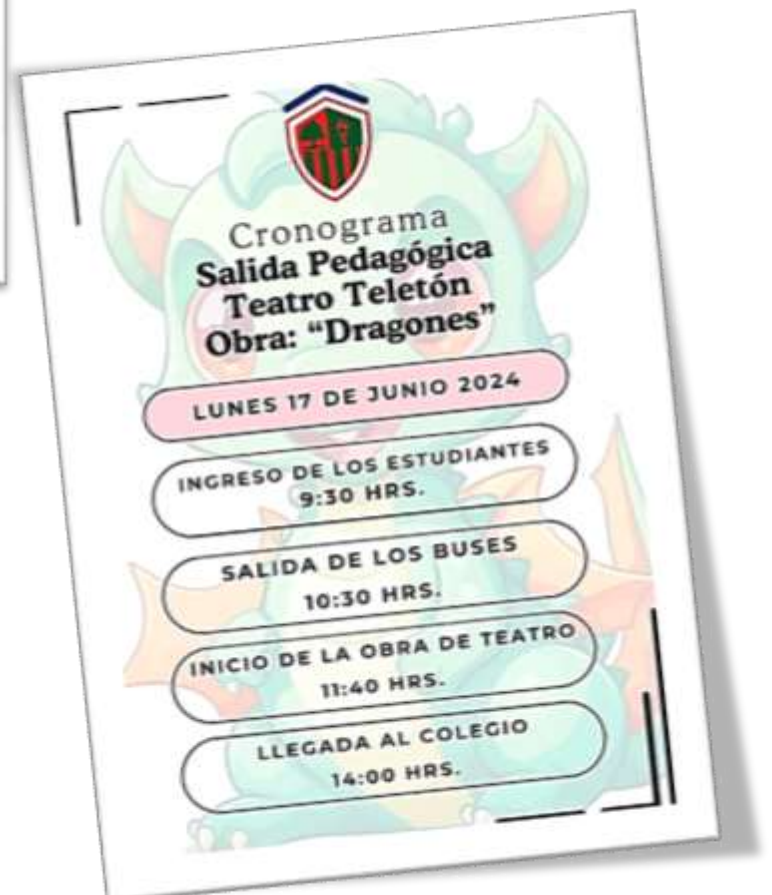 Cronograma
Salida Pedagógica
Teatro Teletón
Obra: “Dragones”
LUNES 17 DE JUNIO 2024
INGRESO DE LOS ESTUDIANTES
9:30 HRS.
SALIDA DE LOS BUSES
10:30 HRS.
INICIO DE LA OBRA DE TEATRO
11:40 HRS.
LLEGADA AL COLEGIO
14:00 HRS.